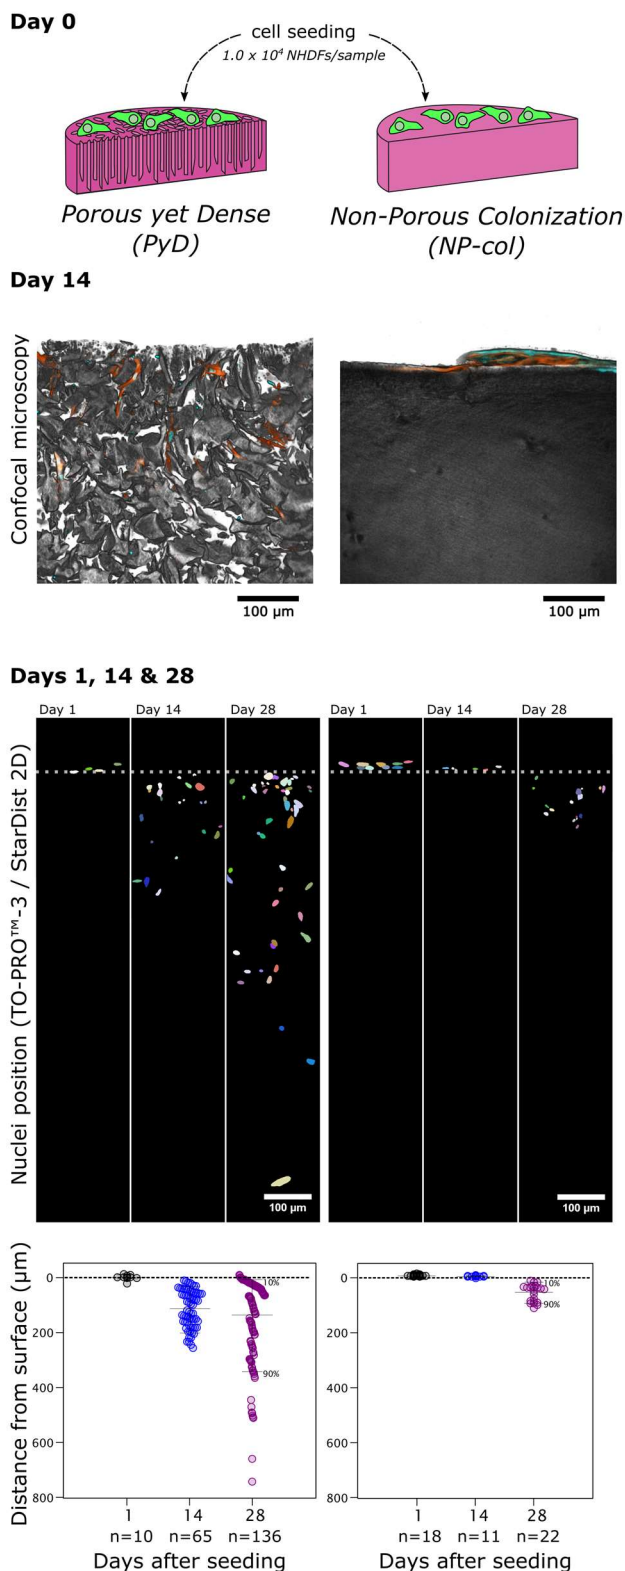 Day 0
cell seeding
1.0 x 10⁴ NHDFs/sample
Porous yet Dense
(PyD)
Non-Porous Colonization
(NP-col)
Day 14
Confocal microscopy
100 µm
100 µm
Days 1, 14 & 28
Nuclei position (TO-PRO™-3 / StarDist 2D)
Day 1
Day 14
Day 28
Day 1
Day 14
Day 28
100 µm
100 µm
Distance from surface (µm)
0
200
400
600
800
10%
90%
1
14
28
n=10
n=65
n=136
Days after seeding
0
200
400
600
800
10%
90%
1
14
28
n=18
n=11
n=22
Days after seeding